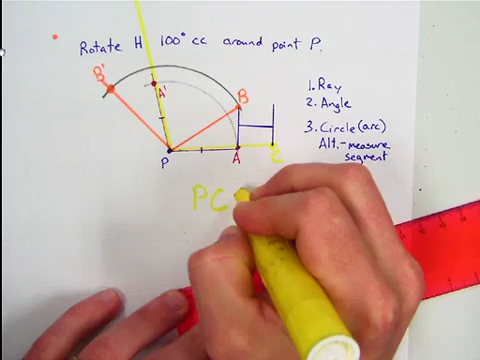 Rotate H 100° cc around point P.
B'
A'
B
P
A
C
1. Ray
2. Angle
3. Circle (arc)
Alt. - measure
segment
PC